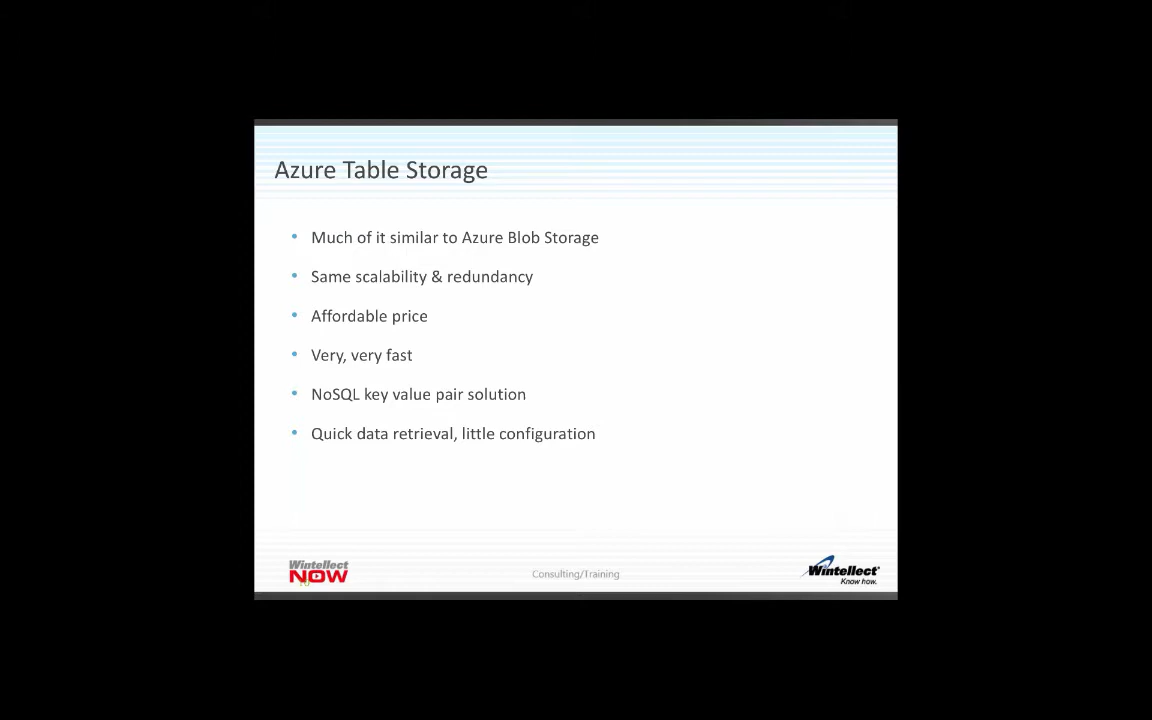 Azure Table Storage
• Much of it similar to Azure Blob Storage
• Same scalability & redundancy
• Affordable price
• Very, very fast
• NoSQL key value pair solution
• Quick data retrieval, little configuration
Wintellect
NOW
Consulting/Training
Wintellect
Know how.